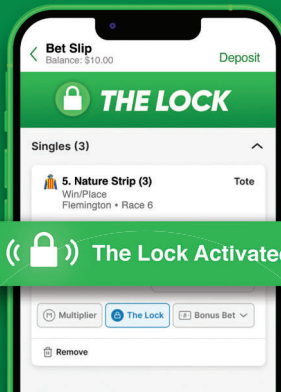 Bet Slip
Balance: $10.00
Deposit
THE LOCK
Singles (3)
5. Nature Strip (3)
Tote
Win/Place
Flemington • Race 6
The Lock Activated
M Multiplier
The Lock
Bonus Bet
Remove